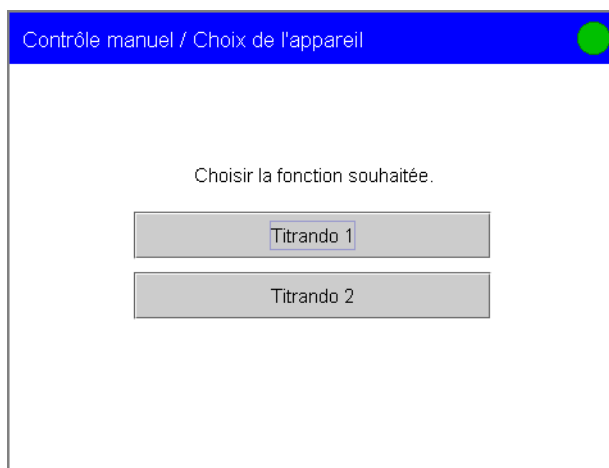 Contrôle manuel / Choix de l'appareil
Choisir la fonction souhaitée.
Titrando 1
Titrando 2